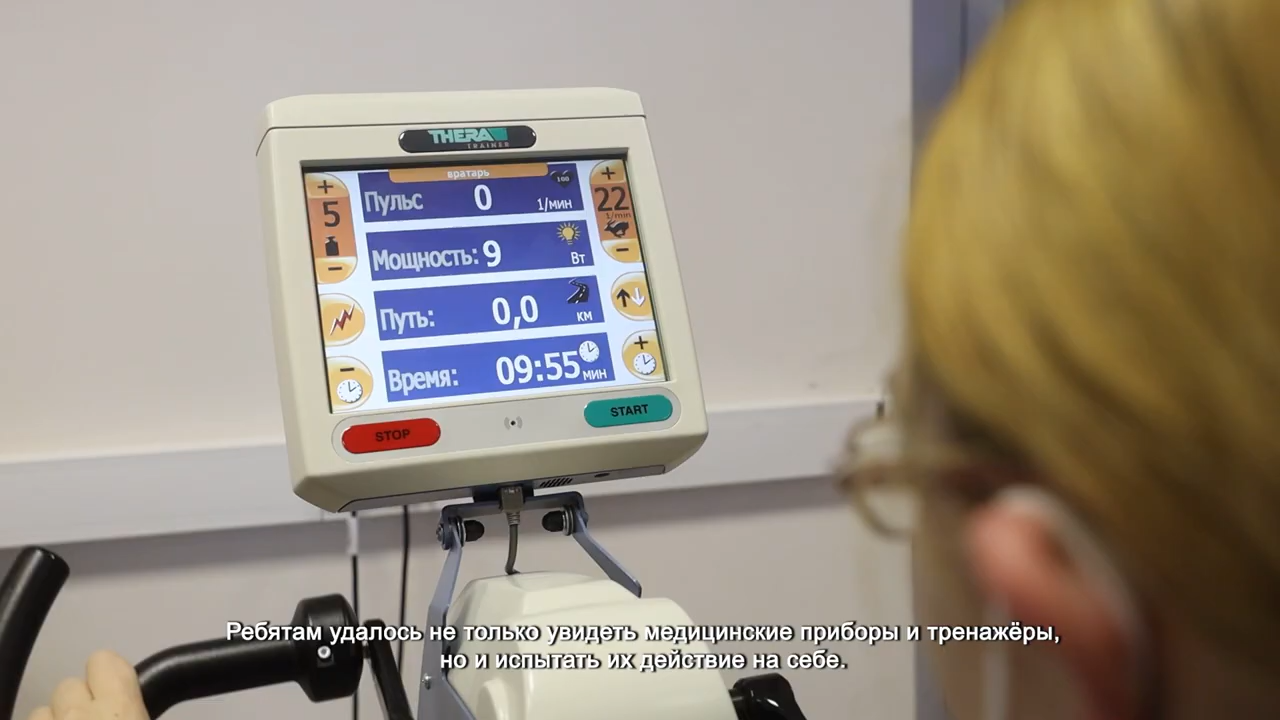 THERA
TRAINER
вратарь
+
5
-
Пульс 0 1/мин
100
+
22
1/min
-
Мощность: 9 Вт
Путь: 0,0 км
-
Время: 09:55 мин
+
STOP
START
Ребятам удалось не только увидеть медицинские приборы и тренажёры,
но и испытать их действие на себе.